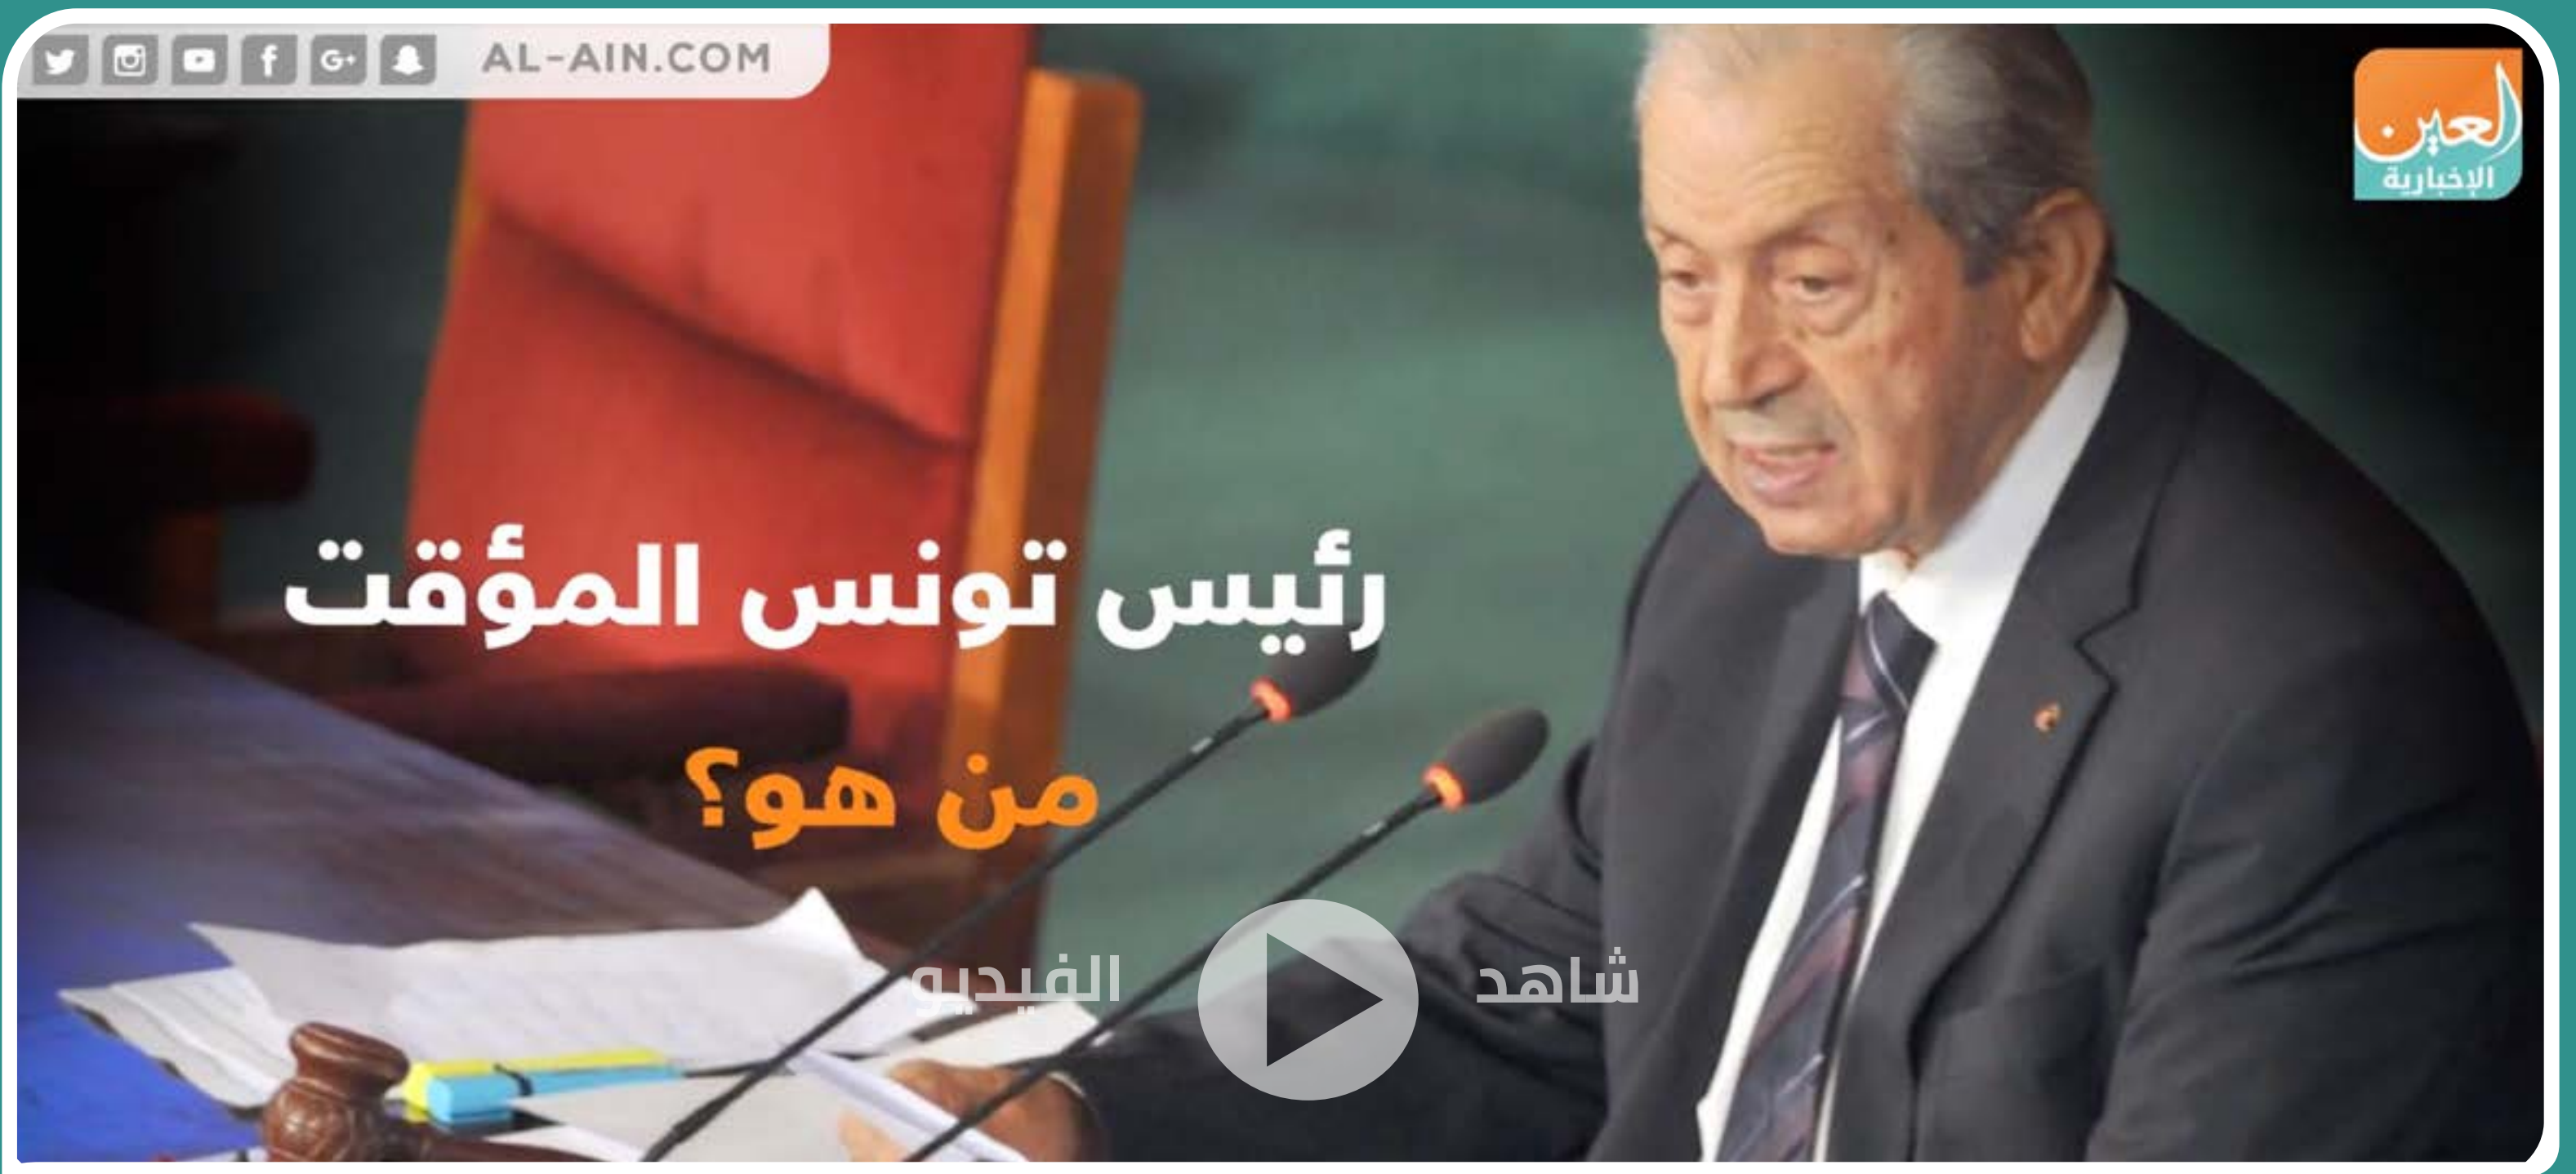 AL-AIN.COM
العين
الإخبارية
رئيس تونس المؤقت
من هو؟
شاهد الفيديو